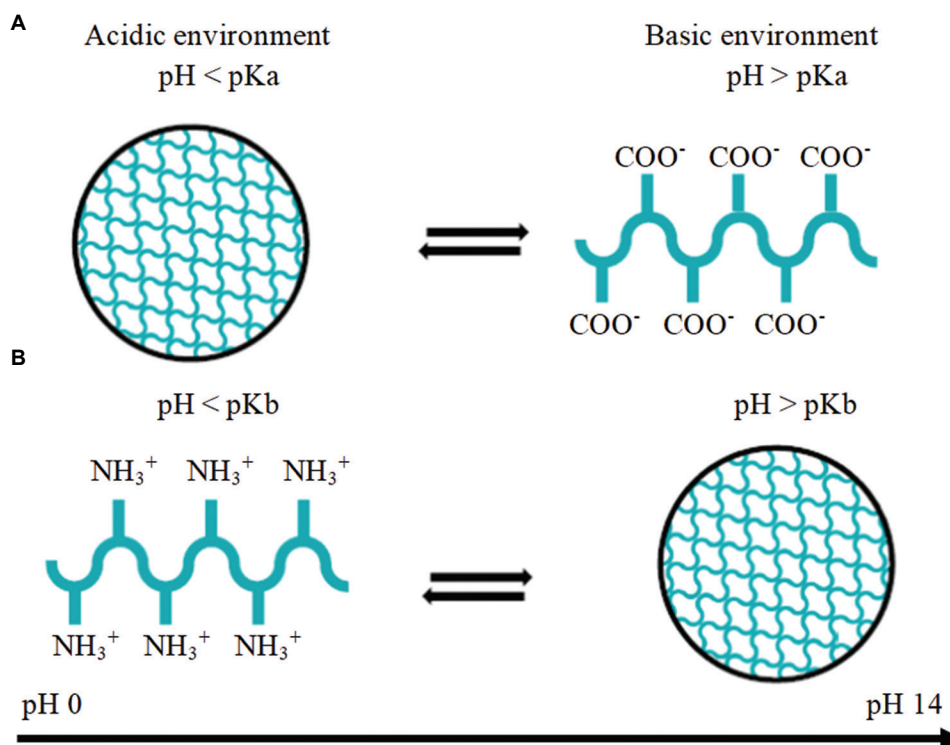 A
Acidic environment
pH < pKa
Basic environment
pH > pKa
COO⁻ COO⁻ COO⁻
COO⁻ COO⁻ COO⁻
B
pH < pKb
pH > pKb
NH₃⁺ NH₃⁺ NH₃⁺
NH₃⁺ NH₃⁺ NH₃⁺
pH 0
pH 14